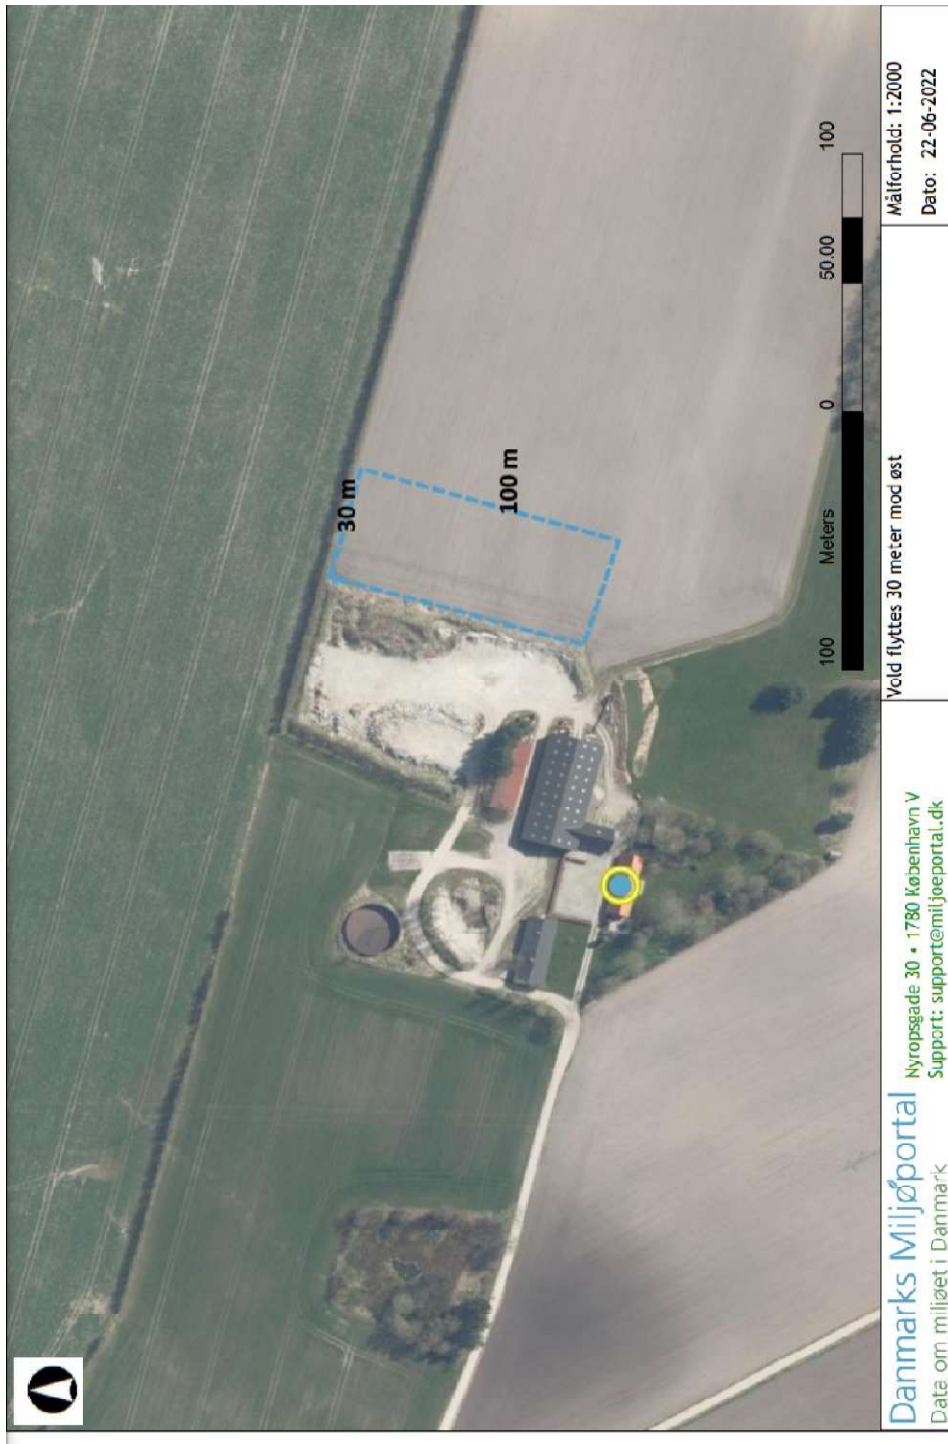 30 m
100 m
100 Meters 0 50.00 100
Danmarks Miljøportal
Data om miljøet i Danmark
Nyropsgade 30 • 1780 København V
Support: support@miljoeportal.dk
Vold flyttes 30 meter mod øst
Målforhold: 1:2000
Dato: 22-06-2022